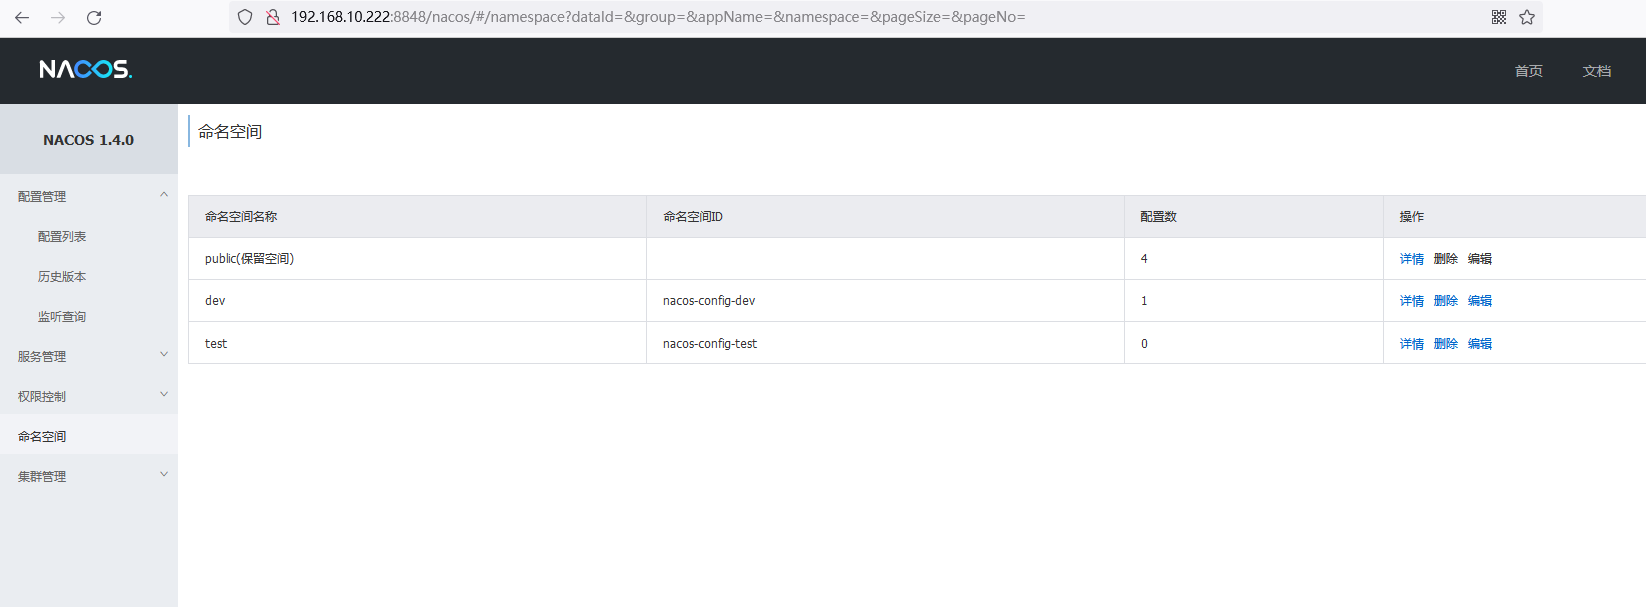 192.168.10.222:8848/nacos/#/namespace?dataId=&group=&appName=&namespace=&pageSize=&pageNo=
NACOS.
首页 文档
NACOS 1.4.0
配置管理
配置列表
历史版本
监听查询
服务管理
权限控制
命名空间
集群管理
命名空间
命名空间名称 命名空间ID 配置数 操作
public(保留空间) 4 详情 删除 编辑
dev nacos-config-dev 1 详情 删除 编辑
test nacos-config-test 0 详情 删除 编辑